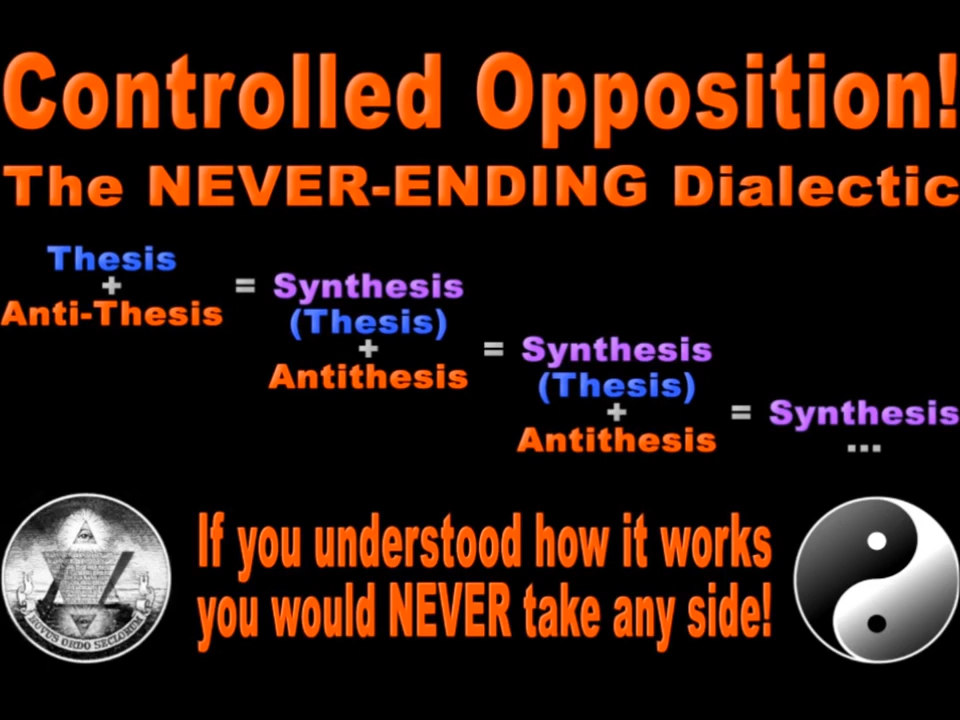 Controlled Opposition!
The NEVER-ENDING Dialectic
Thesis
+
Anti-Thesis
= Synthesis
(Thesis)
+
Antithesis
= Synthesis
(Thesis)
+
Antithesis
= Synthesis
...
If you understood how it works
you would NEVER take any side!
NOVUS ORDO SECLORUM